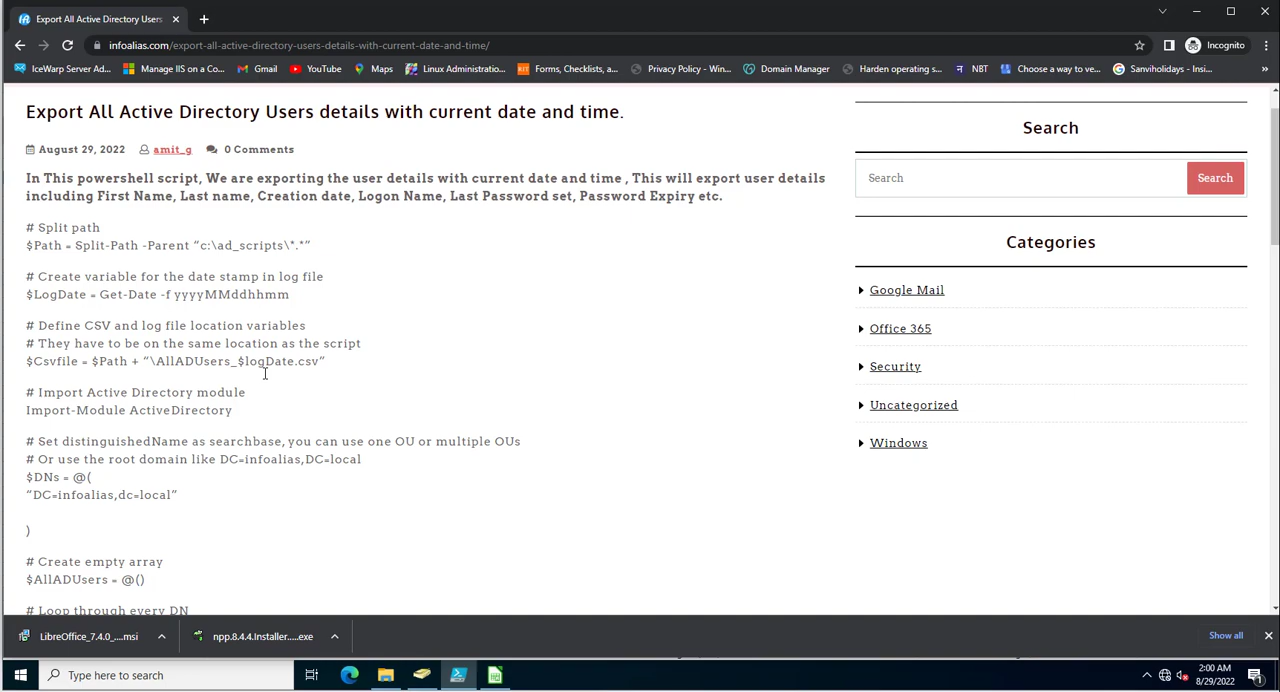 Export All Active Directory Users
infoalias.com/export-all-active-directory-users-details-with-current-date-and-time/
Incognito
IceWarp Server Ad...
Manage IIS on a Co...
Gmail
YouTube
Maps
Linux Administratio...
Forms, Checklists, a...
Privacy Policy - Win...
Domain Manager
Harden operating s...
NBT
Choose a way to ve...
Sanviholidays - Insi...
»
Export All Active Directory Users details with current date and time.
August 29, 2022 amit_g 0 Comments
In This powershell script, We are exporting the user details with current date and time , This will export user details
including First Name, Last name, Creation date, Logon Name, Last Password set, Password Expiry etc.
# Split path
$Path = Split-Path -Parent “c:\ad_scripts\*.*”
# Create variable for the date stamp in log file
$LogDate = Get-Date -f yyyyMMddhhmm
# Define CSV and log file location variables
# They have to be on the same location as the script
$Csvfile = $Path + “\AllADUsers_$logDate.csv”
# Import Active Directory module
Import-Module ActiveDirectory
# Set distinguishedName as searchbase, you can use one OU or multiple OUs
# Or use the root domain like DC=infoalias,DC=local
$DNs = @(
“DC=infoalias,dc=local”
)
# Create empty array
$AllADUsers = @()
# Loop through every DN
Search
Search
Search
Categories
Google Mail
Office 365
Security
Uncategorized
Windows
LibreOffice_7.4.0_....msi
npp.8.4.4.Installer.....exe
Show all
Type here to search
2:00 AM
8/29/2022
1